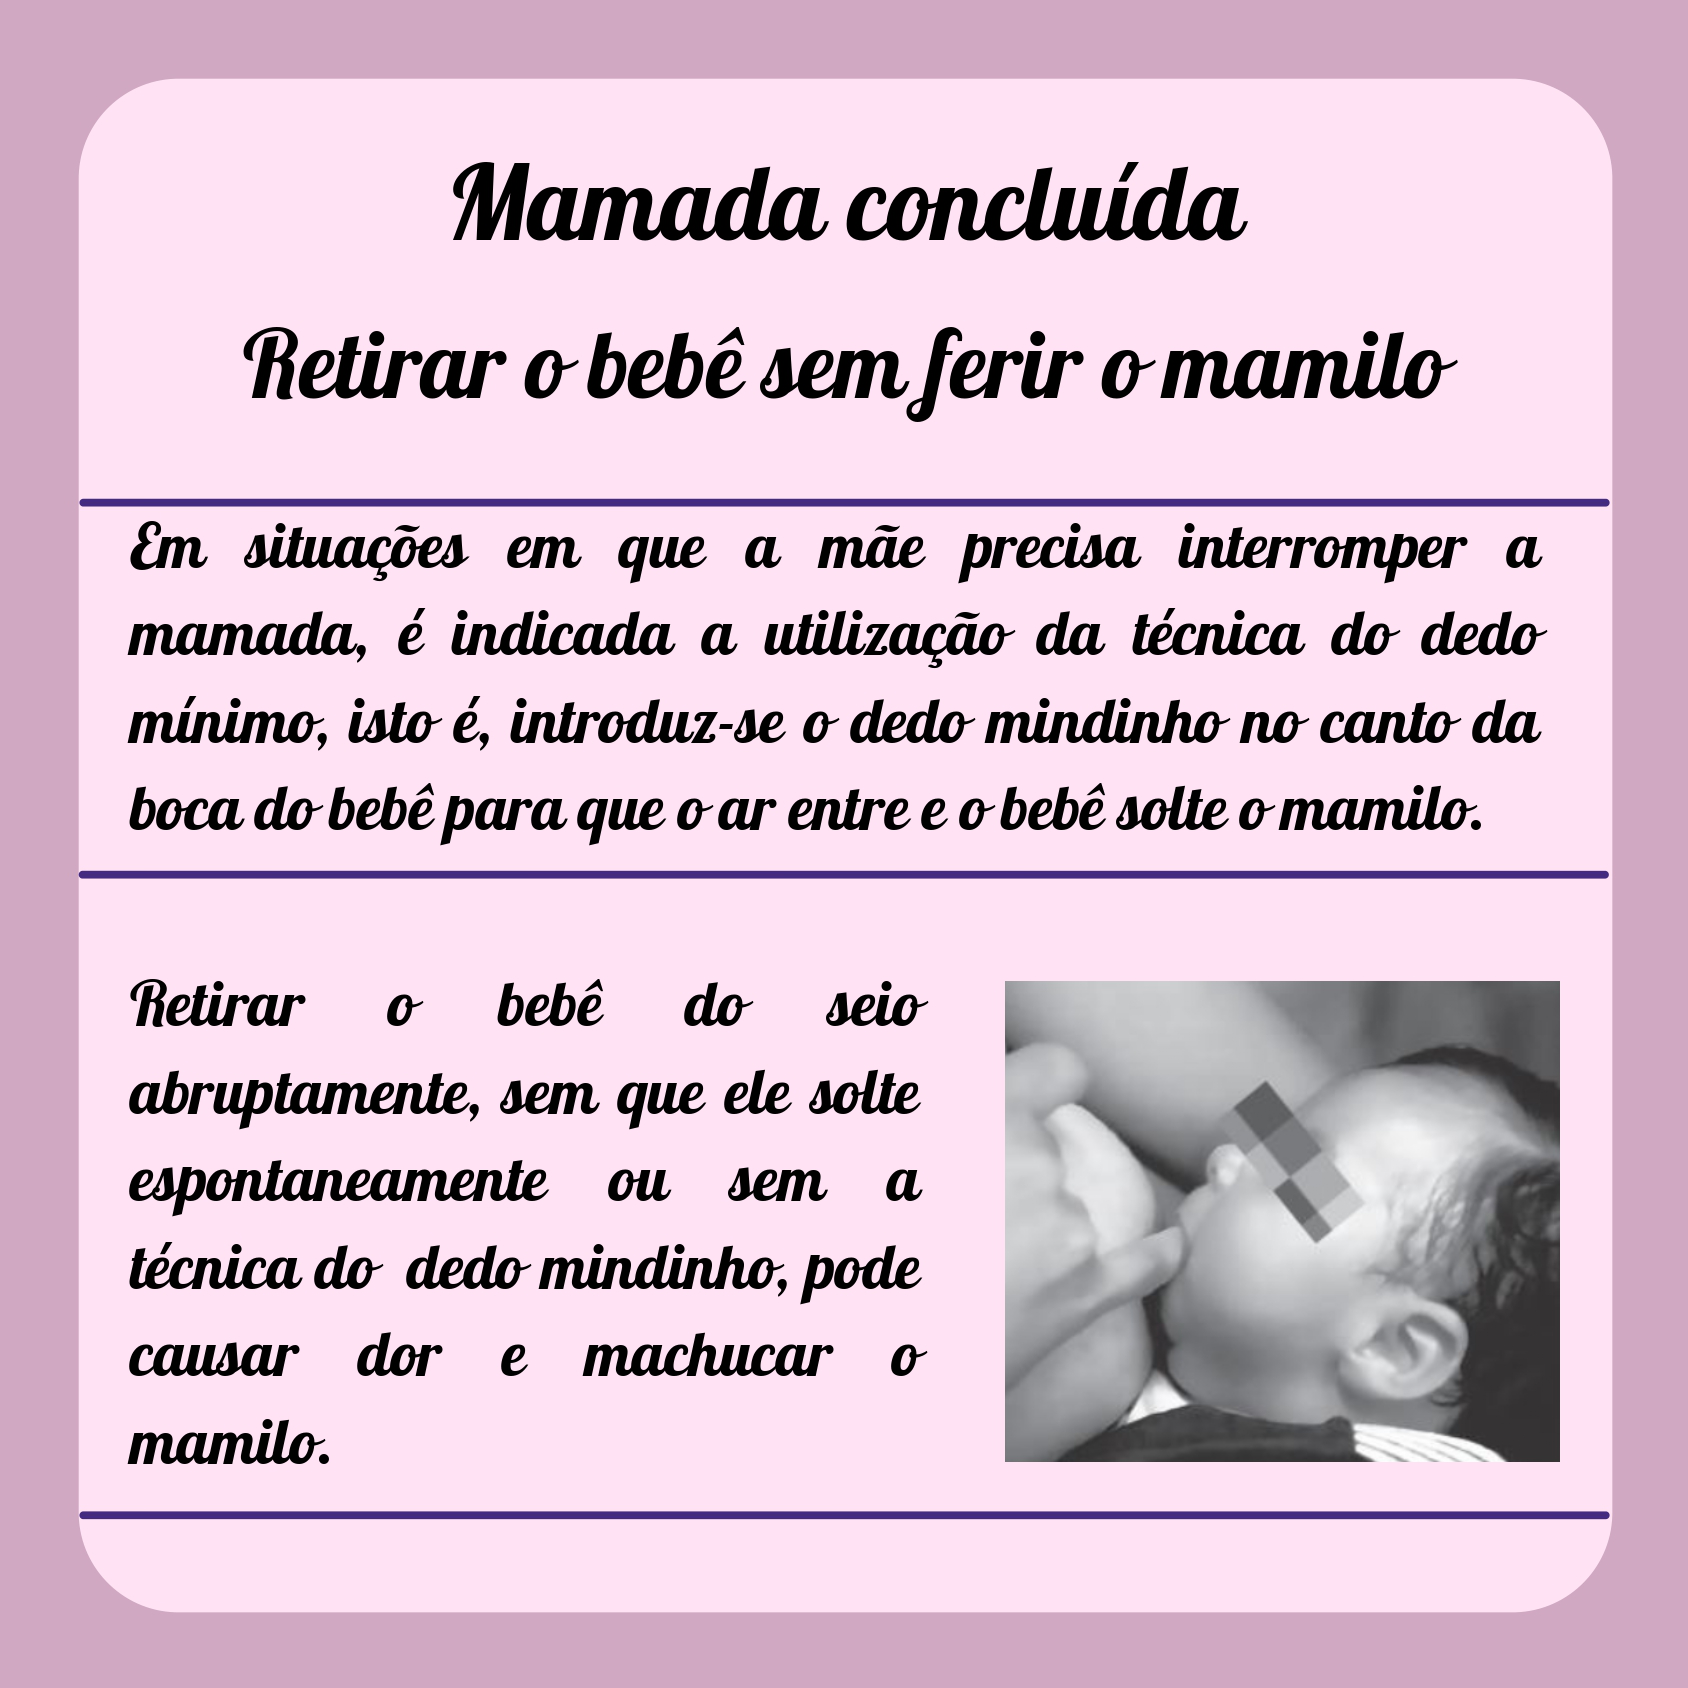 Mamada concluída
Retirar o bebê sem ferir o mamilo
Em situações em que a mãe precisa interromper a
mamada, é indicada a utilização da técnica do dedo
mínimo, isto é, introduz-se o dedo mindinho no canto da
boca do bebê para que o ar entre e o bebê solte o mamilo.
Retirar o bebê do seio
abruptamente, sem que ele solte
espontaneamente ou sem a
técnica do dedo mindinho, pode
causar dor e machucar o
mamilo.